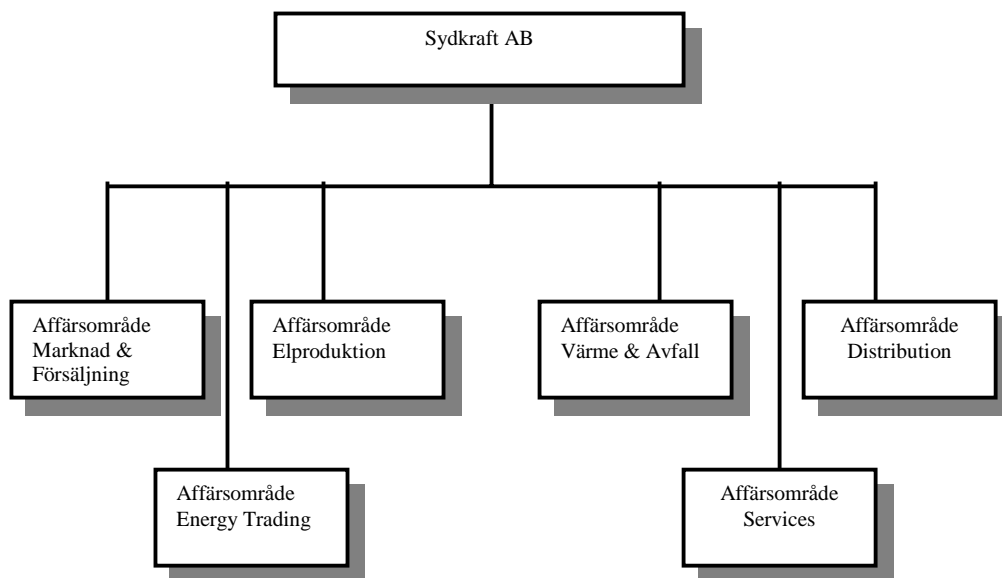 Sydkraft AB
Affärsområde
Marknad &
Försäljning
Affärsområde
Elproduktion
Affärsområde
Värme & Avfall
Affärsområde
Distribution
Affärsområde
Energy Trading
Affärsområde
Services